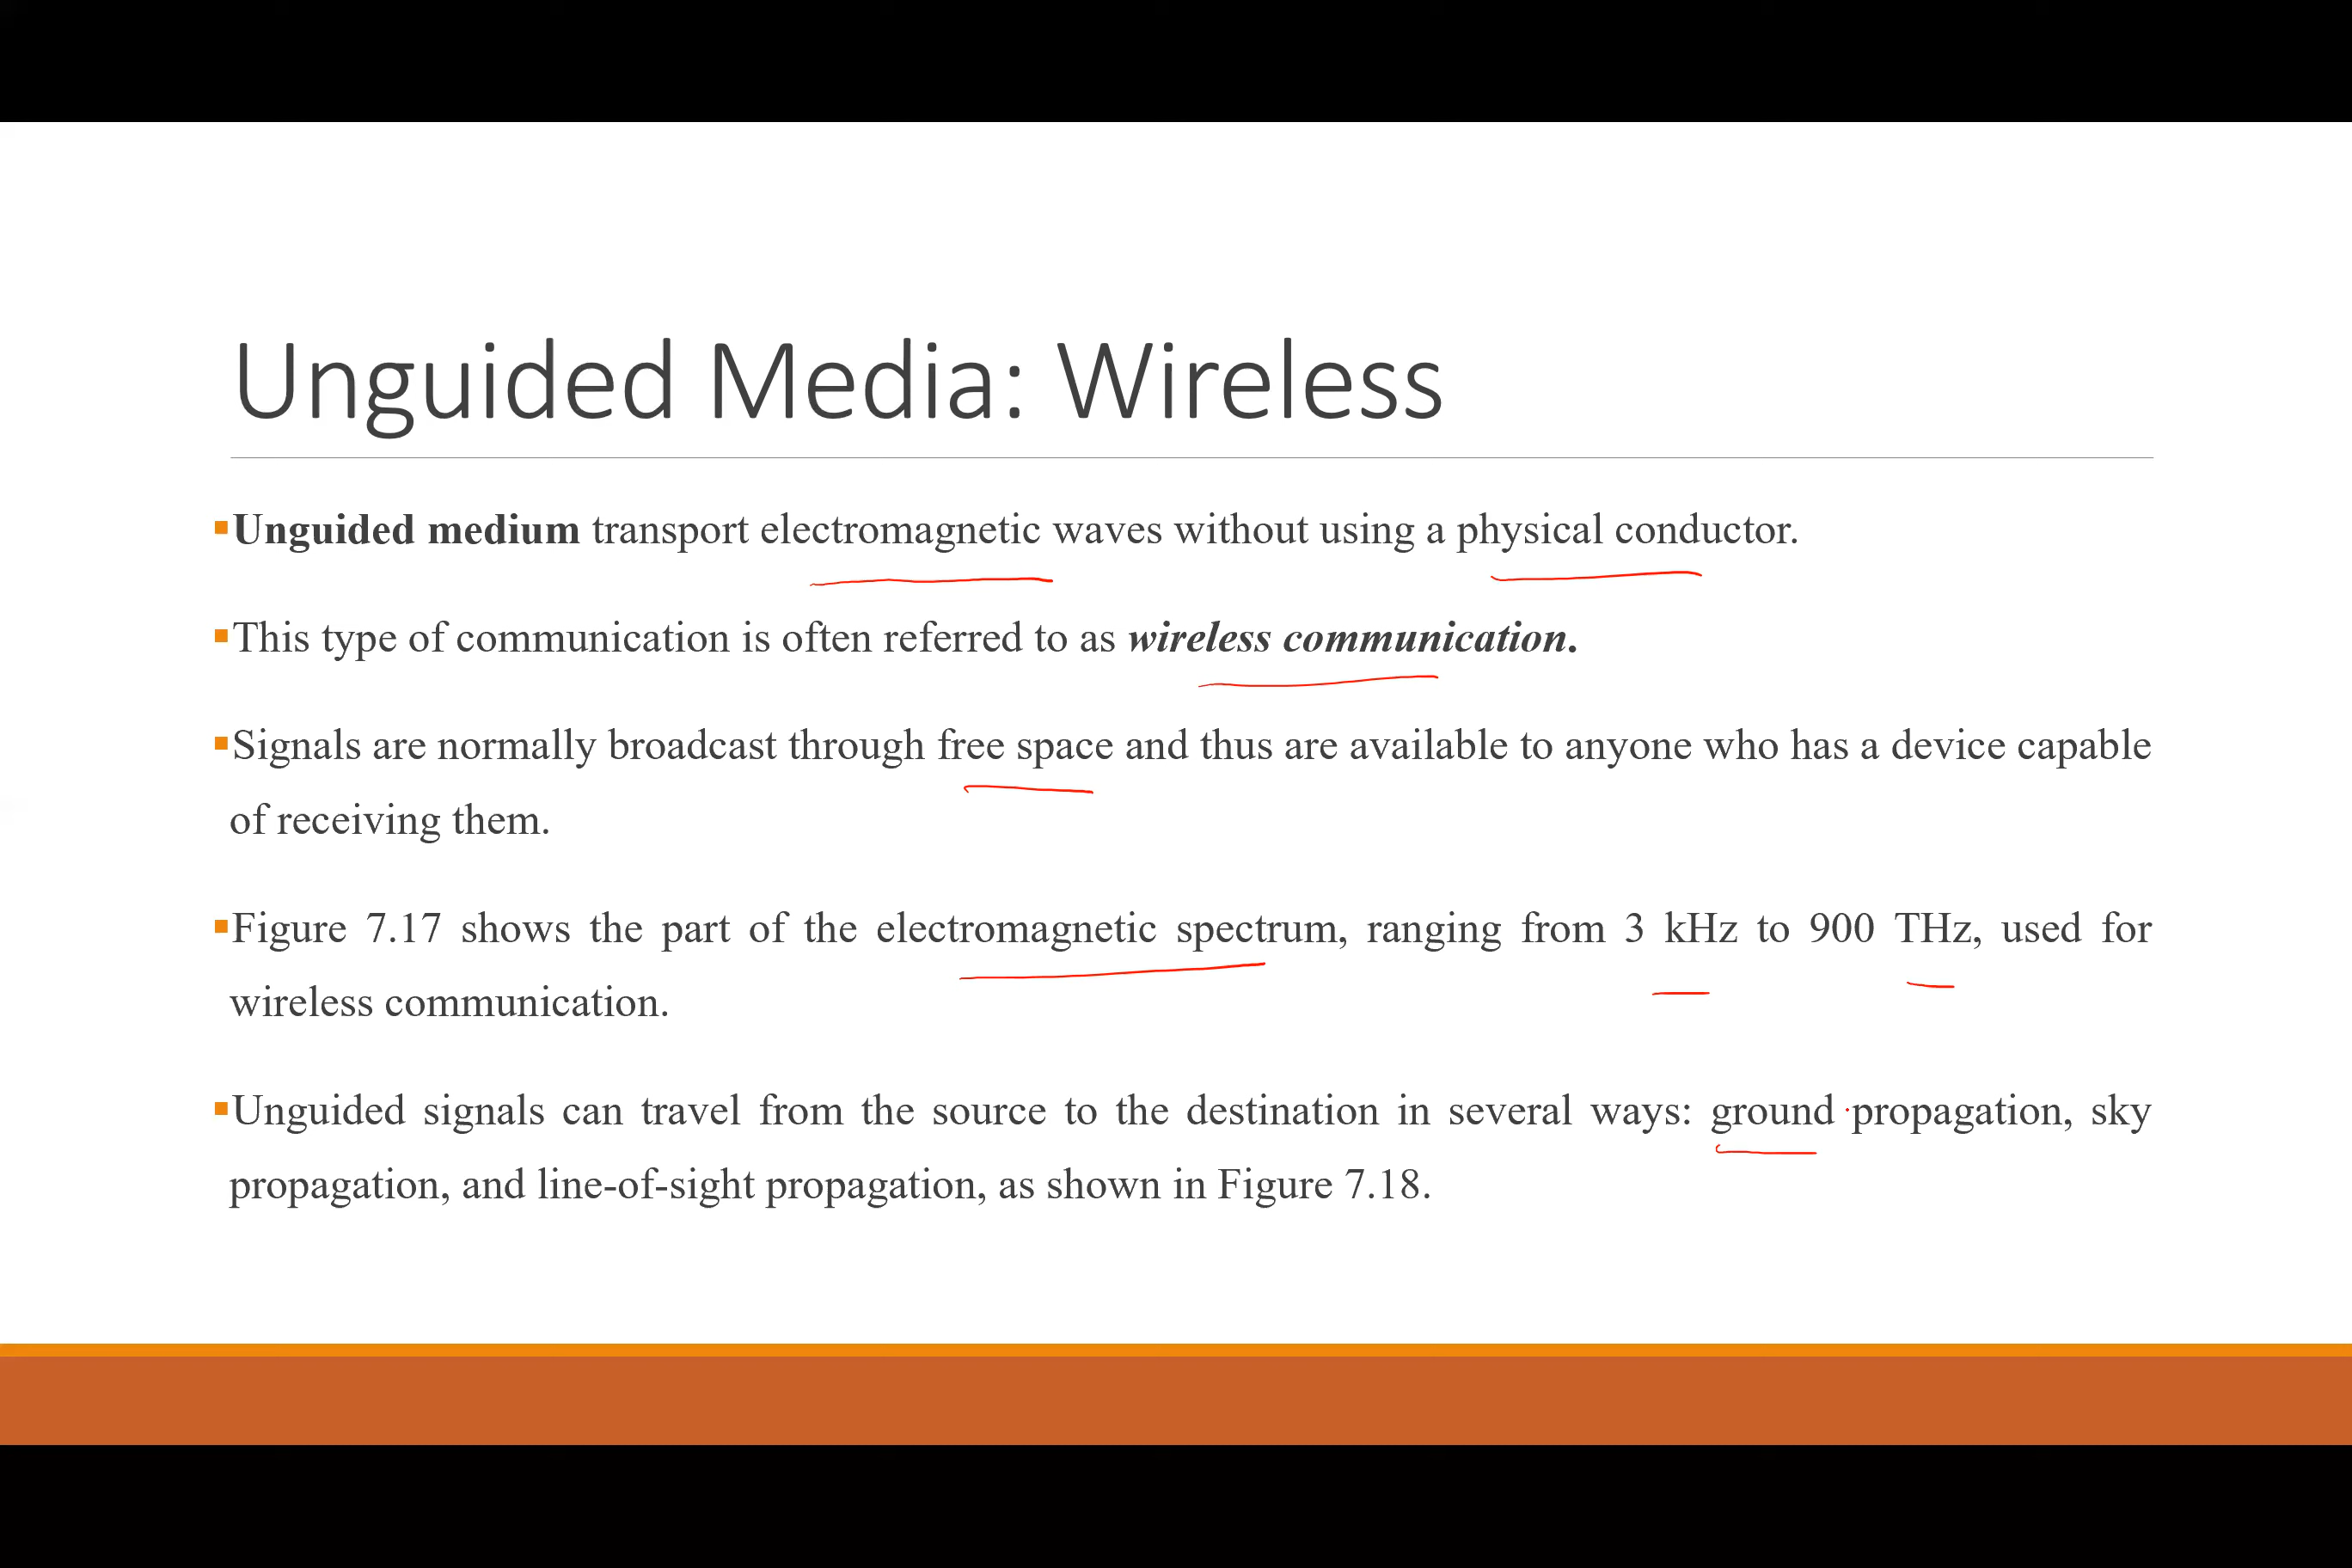 Unguided Media: Wireless
▪Unguided medium transport electromagnetic waves without using a physical conductor.
▪This type of communication is often referred to as wireless communication.
▪Signals are normally broadcast through free space and thus are available to anyone who has a device capable
of receiving them.
▪Figure 7.17 shows the part of the electromagnetic spectrum, ranging from 3 kHz to 900 THz, used for
wireless communication.
▪Unguided signals can travel from the source to the destination in several ways: ground propagation, sky
propagation, and line-of-sight propagation, as shown in Figure 7.18.